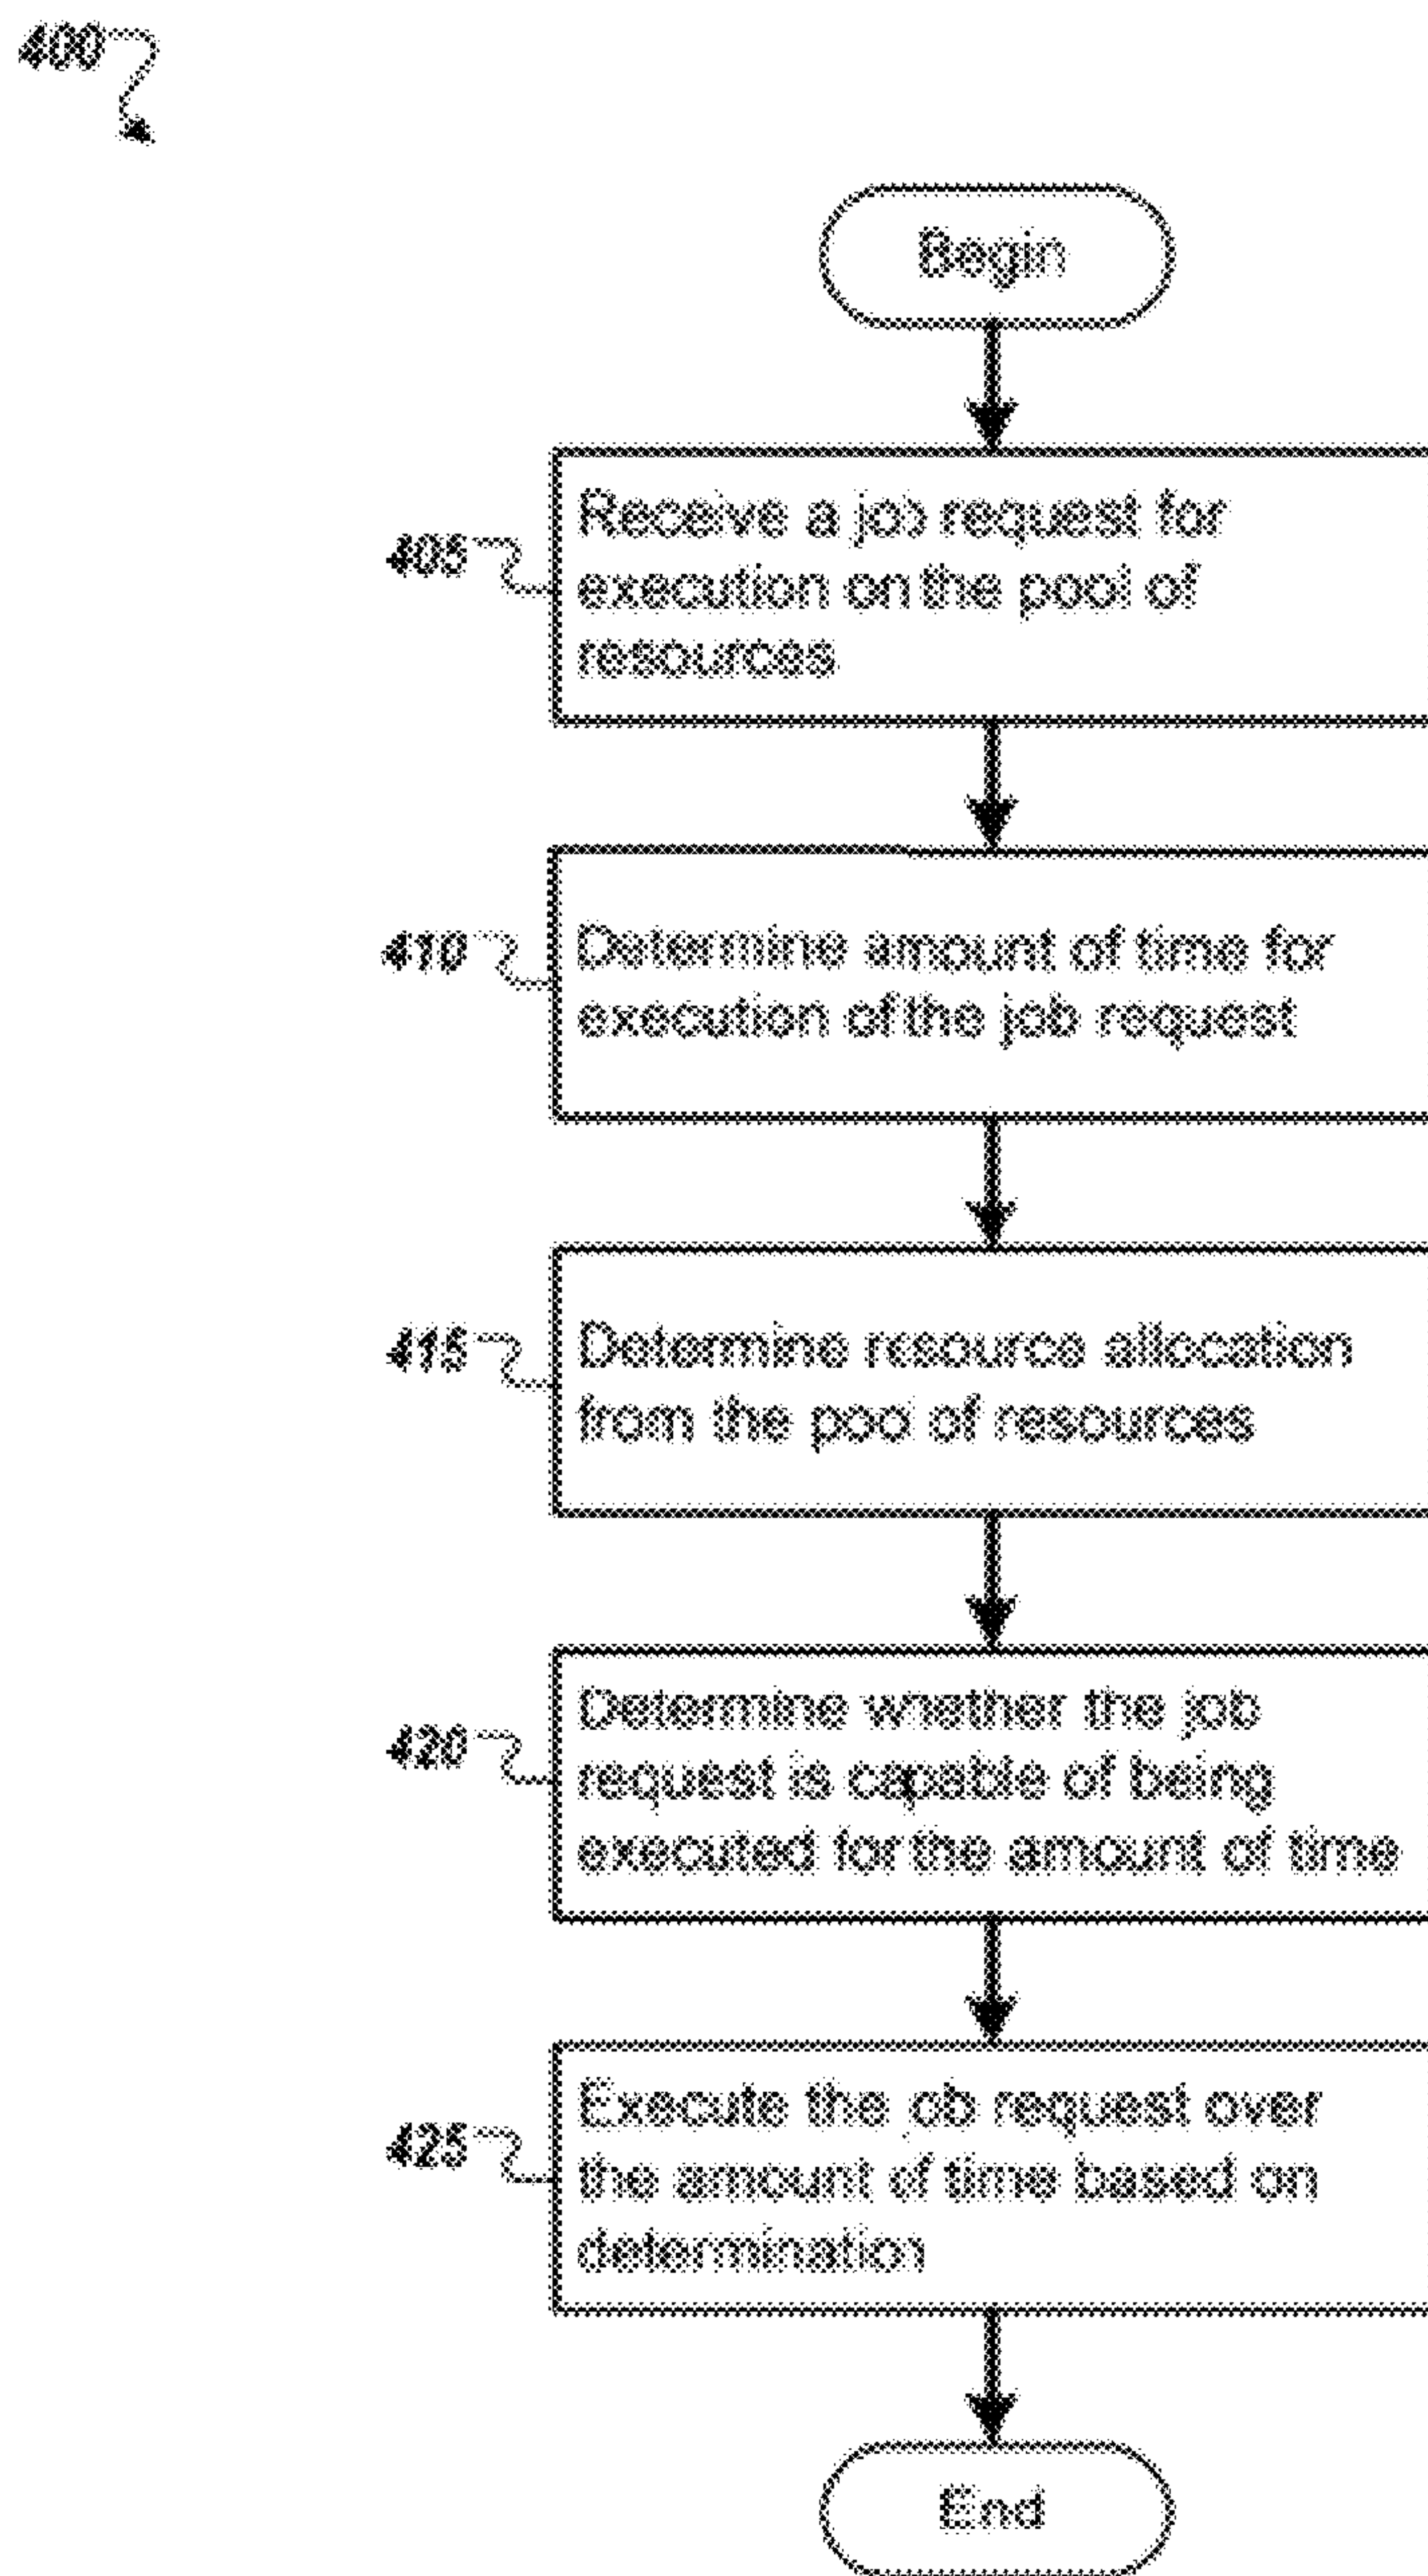 400
Begin
405
Receive a job request for
execution on the pool of
resources
410
Determine amount of time for
execution of the job request
415
Determine resource allocation
from the pool of resources
420
Determine whether the job
request is capable of being
executed for the amount of time
425
Execute the job request over
the amount of time based on
determination
End